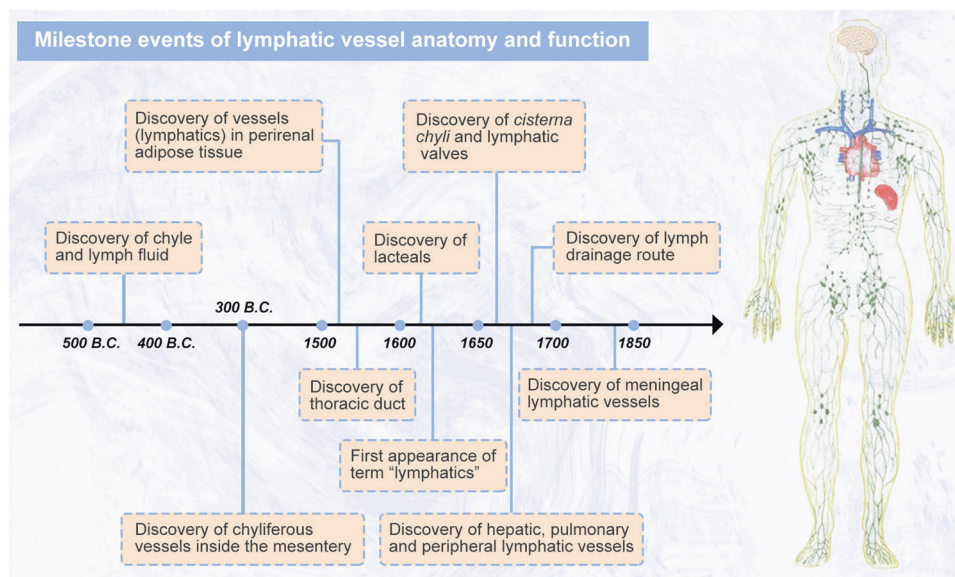 Milestone events of lymphatic vessel anatomy and function
Discovery of vessels
(lymphatics) in perirenal
adipose tissue
Discovery of cisterna
chyli and lymphatic
valves
Discovery of chyle
and lymph fluid
Discovery of
lacteals
Discovery of lymph
drainage route
300 B.C.
500 B.C. 400 B.C. 1500 1600 1650 1700 1850
Discovery of
thoracic duct
Discovery of meningeal
lymphatic vessels
First appearance of
term “lymphatics”
Discovery of chyliferous
vessels inside the mesentery
Discovery of hepatic, pulmonary
and peripheral lymphatic vessels